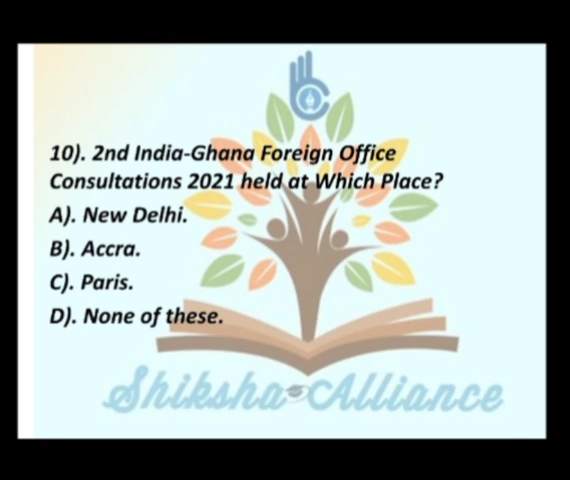 10). 2nd India-Ghana Foreign Office
Consultations 2021 held at Which Place?
A). New Delhi.
B). Accra.
C). Paris.
D). None of these.
Shiksha Alliance